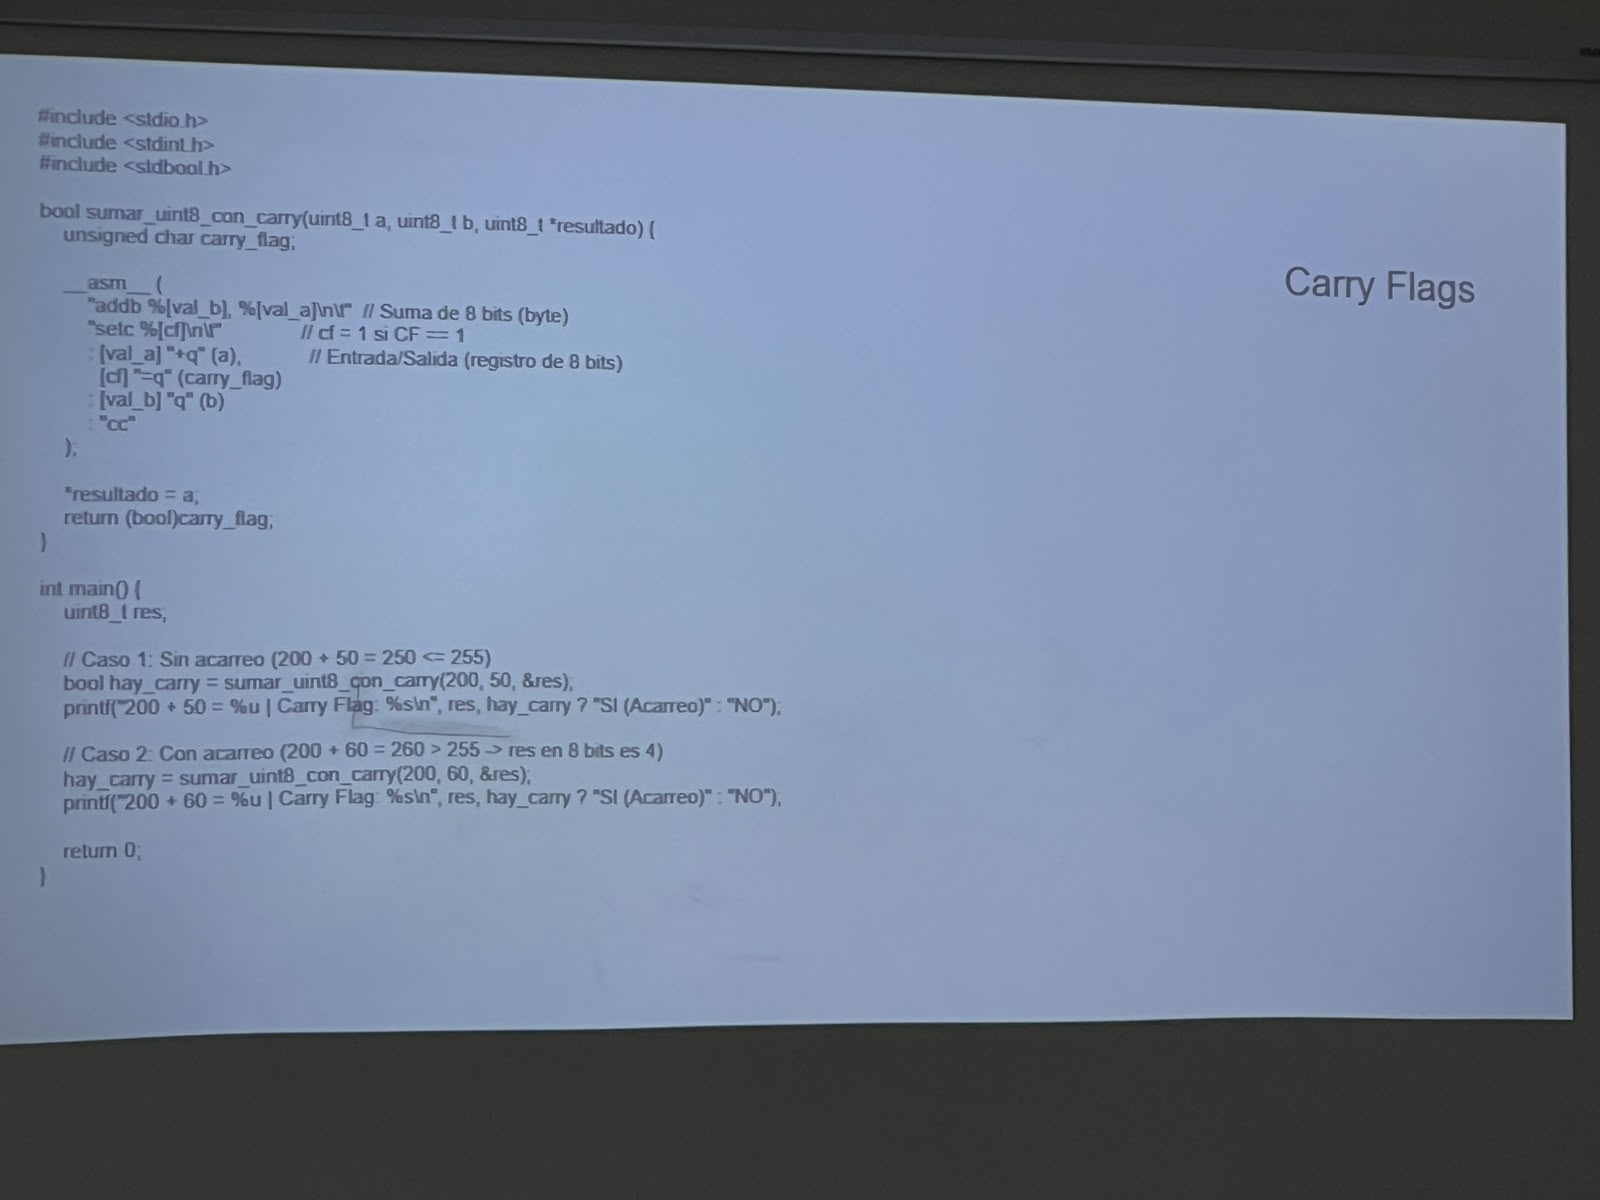 #include <stdio.h>
#include <stdint.h>
#include <stdbool.h>
bool sumar_uint8_con_carry(uint8_t a, uint8_t b, uint8_t *resultado) {
unsigned char carry_flag;
__asm__ (
"addb %[val_b], %[val_a]\n\t" // Suma de 8 bits (byte)
"setc %[cf]\n\t" // cf = 1 si CF == 1
: [val_a] "+q" (a), // Entrada/Salida (registro de 8 bits)
[cf] "=q" (carry_flag)
: [val_b] "q" (b)
: "cc"
);
*resultado = a;
return (bool)carry_flag;
}
int main() {
uint8_t res;
// Caso 1: Sin acarreo (200 + 50 = 250 <= 255)
bool hay_carry = sumar_uint8_con_carry(200, 50, &res);
printf("200 + 50 = %u | Carry Flag: %s\n", res, hay_carry ? "SI (Acarreo)" : "NO");
// Caso 2: Con acarreo (200 + 60 = 260 > 255 -> res en 8 bits es 4)
hay_carry = sumar_uint8_con_carry(200, 60, &res);
printf("200 + 60 = %u | Carry Flag: %s\n", res, hay_carry ? "SI (Acarreo)" : "NO");
return 0;
}
Carry Flags